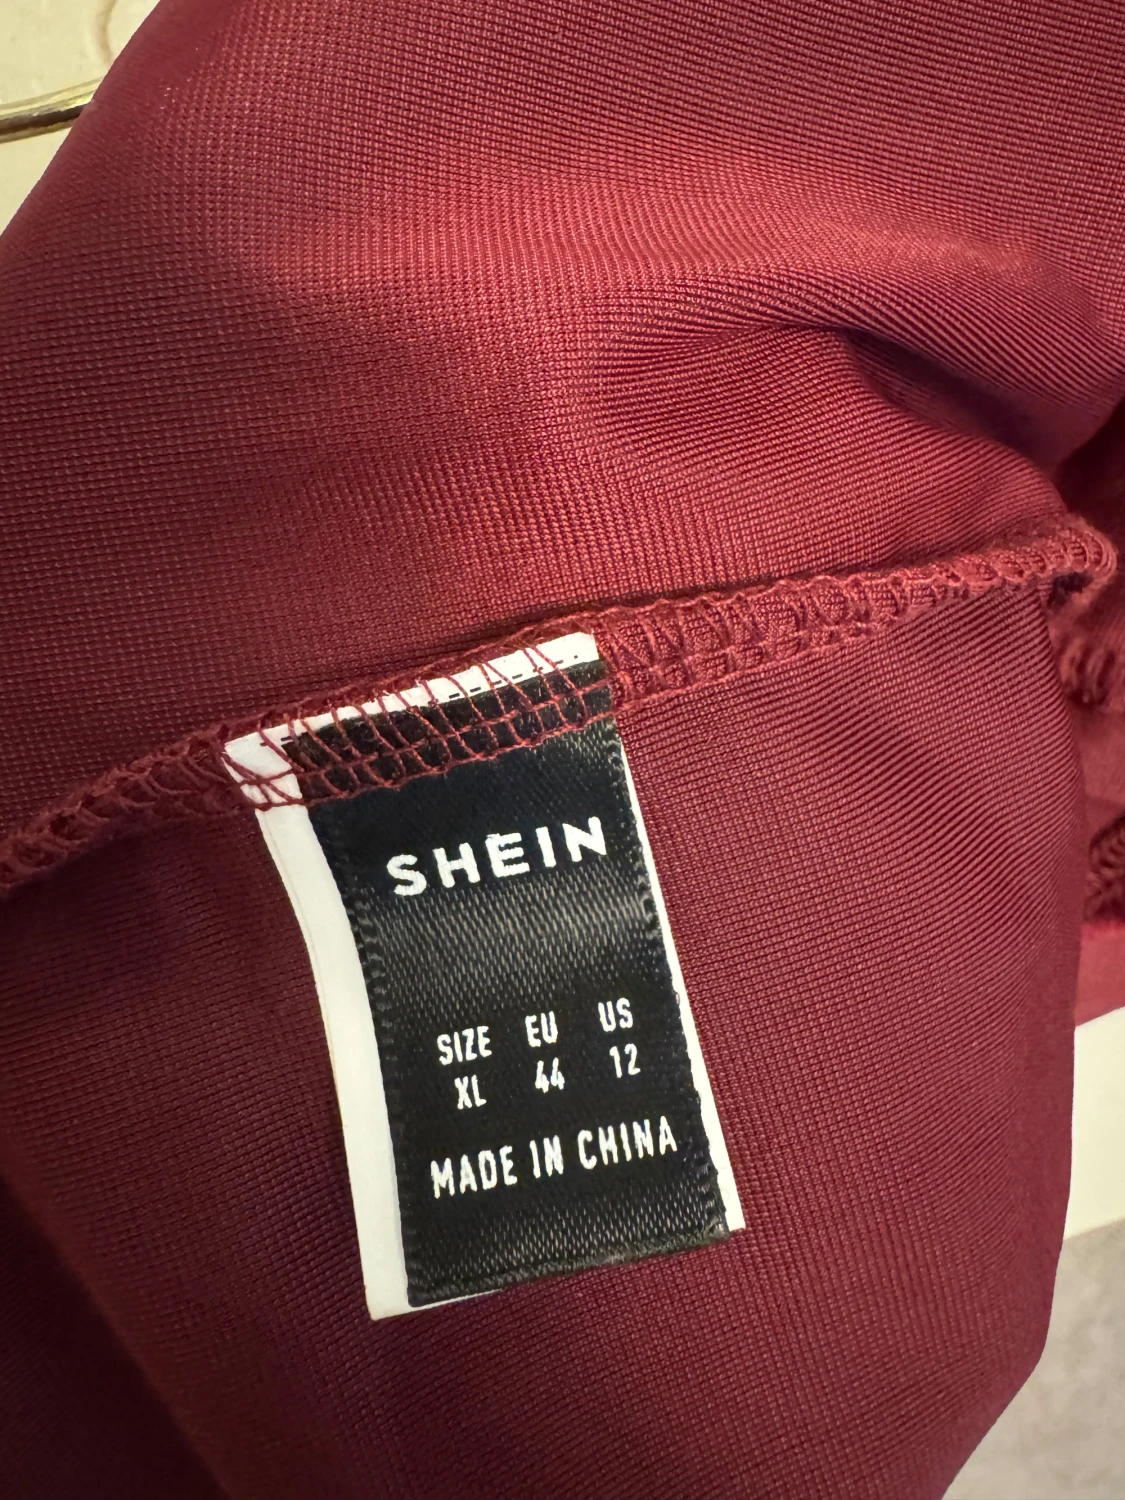 SHEIN
SIZE EU US
XL 44 12
MADE IN CHINA